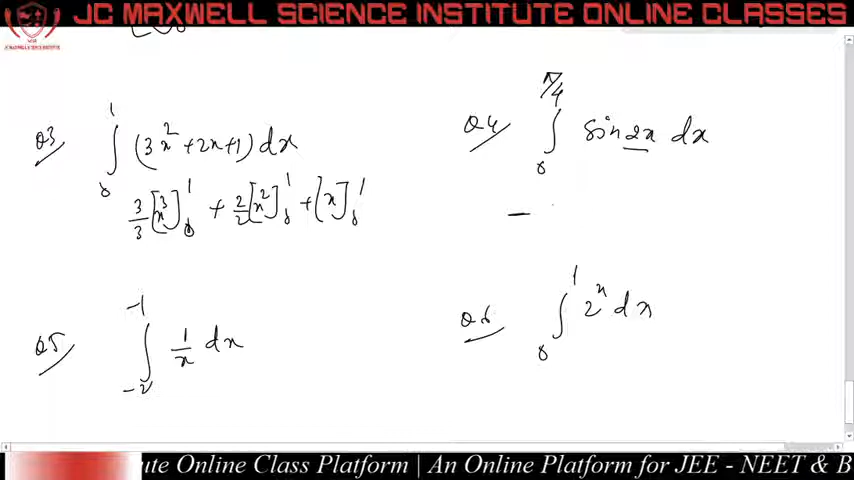 JC MAXWELL SCIENCE INSTITUTE ONLINE CLASSES
Q3 ∫₀¹ (3x² + 2x + 1) dx
3/3 [x³]₀¹ + 2/2 [x²]₀¹ + [x]₀¹
Q4 ∫₀^(π/4) sin 2x dx
−
Q5 ∫₋₂⁻¹ 1/x dx
Q6 ∫₀¹ 2ˣ dx
ute Online Class Platform | An Online Platform for JEE - NEET & B